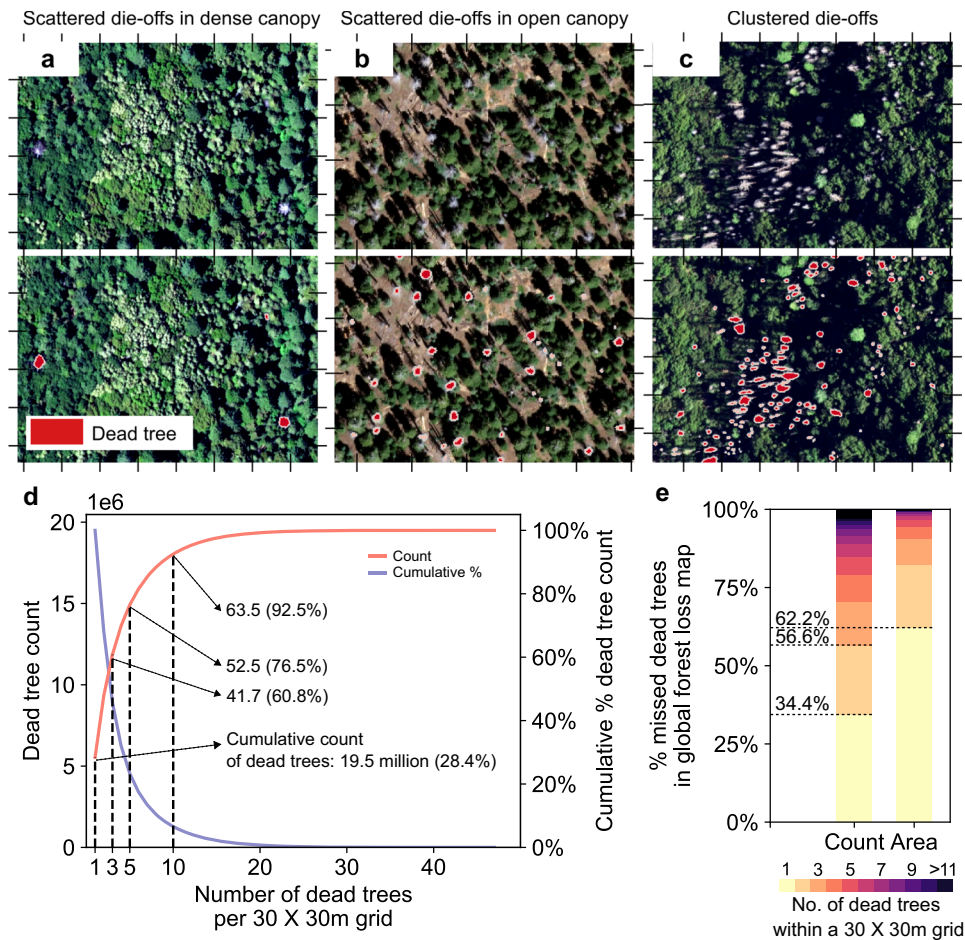 Scattered die-offs in dense canopy
Scattered die-offs in open canopy
Clustered die-offs
a
b
c
Dead tree
d
1e6
20
15
10
5
0
Dead tree count
Count
Cumulative %
63.5 (92.5%)
52.5 (76.5%)
41.7 (60.8%)
Cumulative count
of dead trees: 19.5 million (28.4%)
100%
80%
60%
40%
20%
0%
Cumulative % dead tree count
1 3 5 10 20 30 40
Number of dead trees
per 30 X 30m grid
e
% missed dead trees
in global forest loss map
100%
75%
62.2%
56.6%
50%
34.4%
25%
0%
Count Area
1 3 5 7 9 >11
No. of dead trees
within a 30 X 30m grid